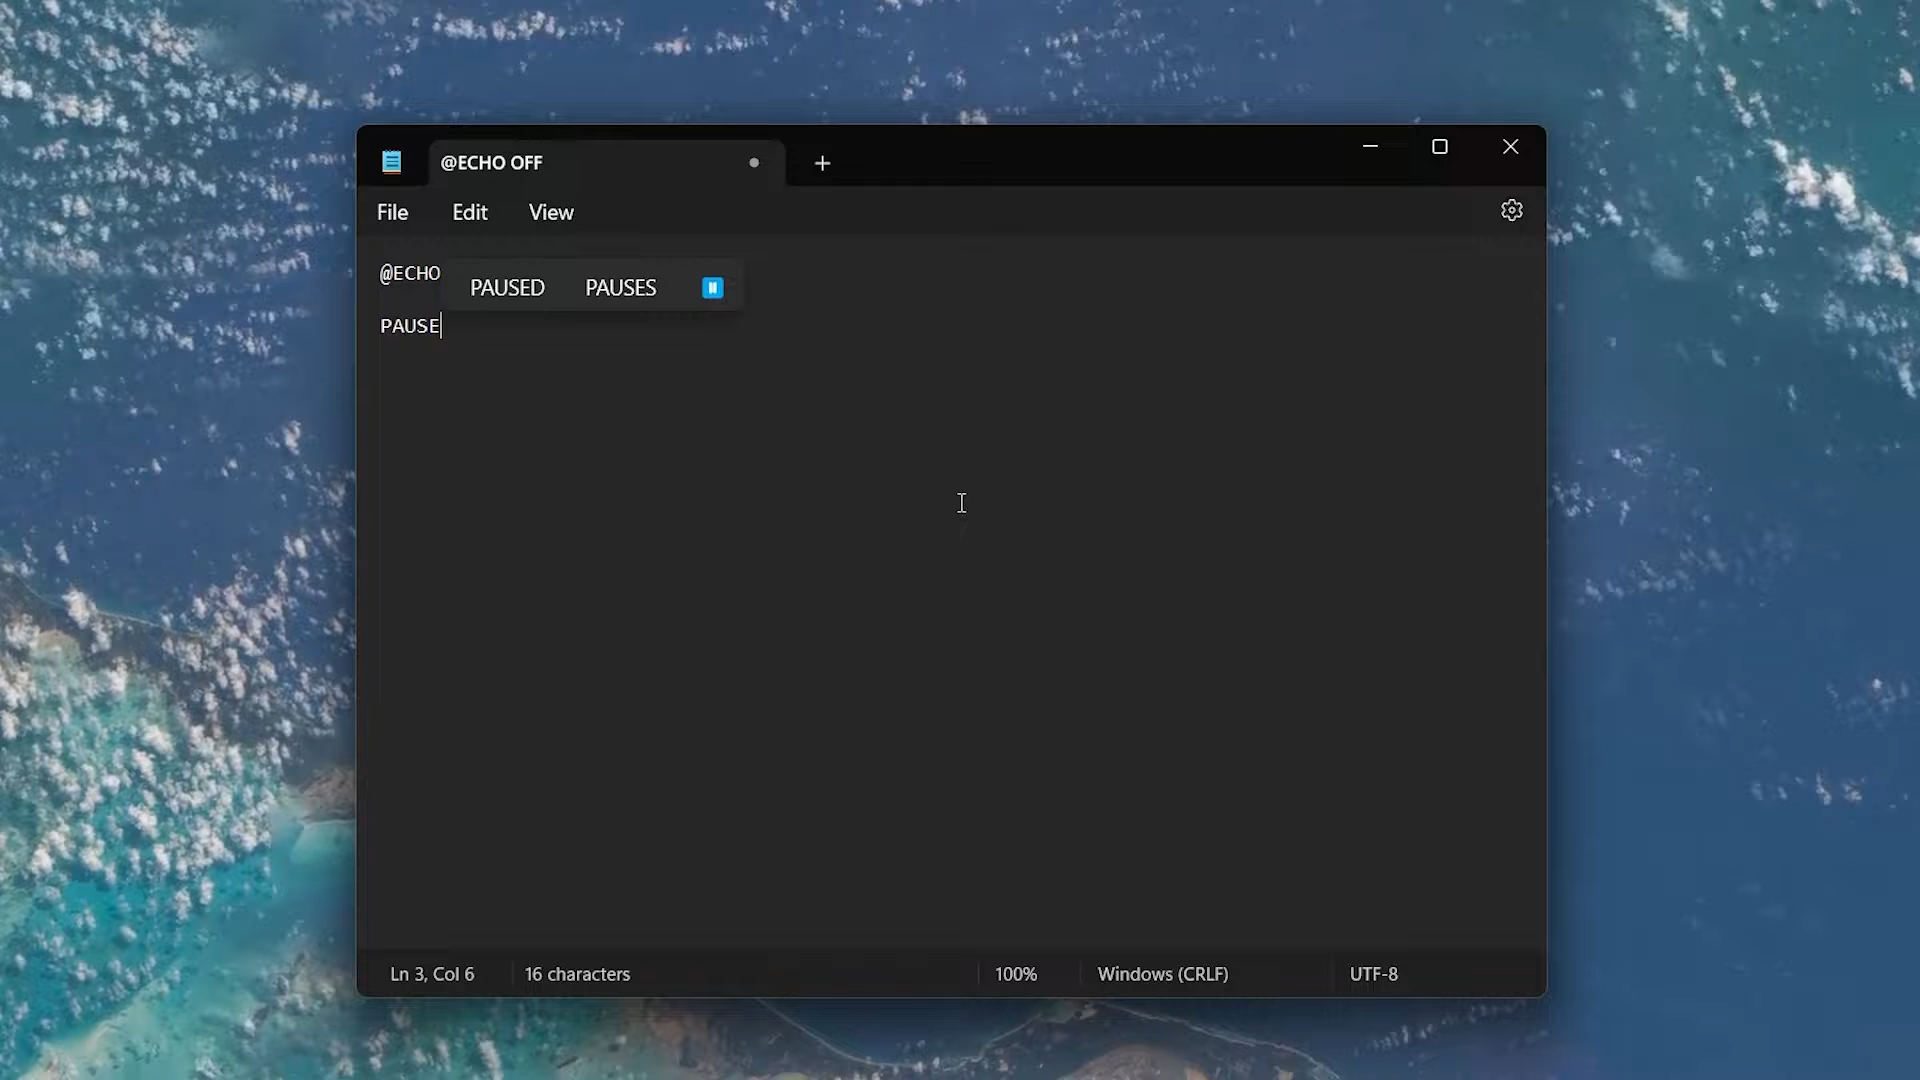 @ECHO OFF
File Edit View
@ECHO
PAUSED PAUSES
PAUSE
Ln 3, Col 6 16 characters 100% Windows (CRLF) UTF-8